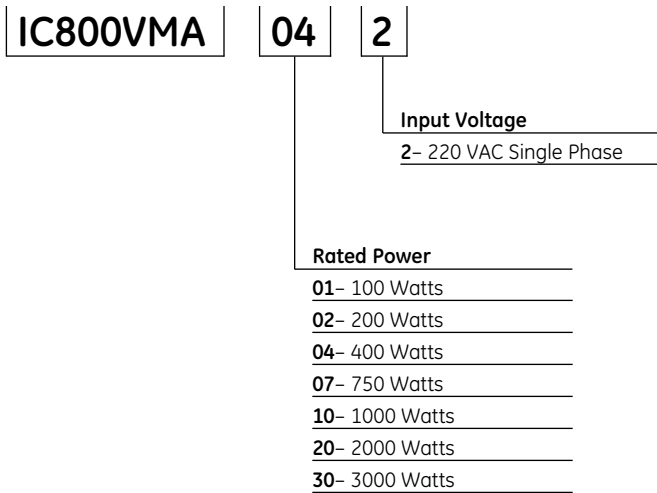 IC800VMA 04 2
Input Voltage
2– 220 VAC Single Phase
Rated Power
01– 100 Watts
02– 200 Watts
04– 400 Watts
07– 750 Watts
10– 1000 Watts
20– 2000 Watts
30– 3000 Watts